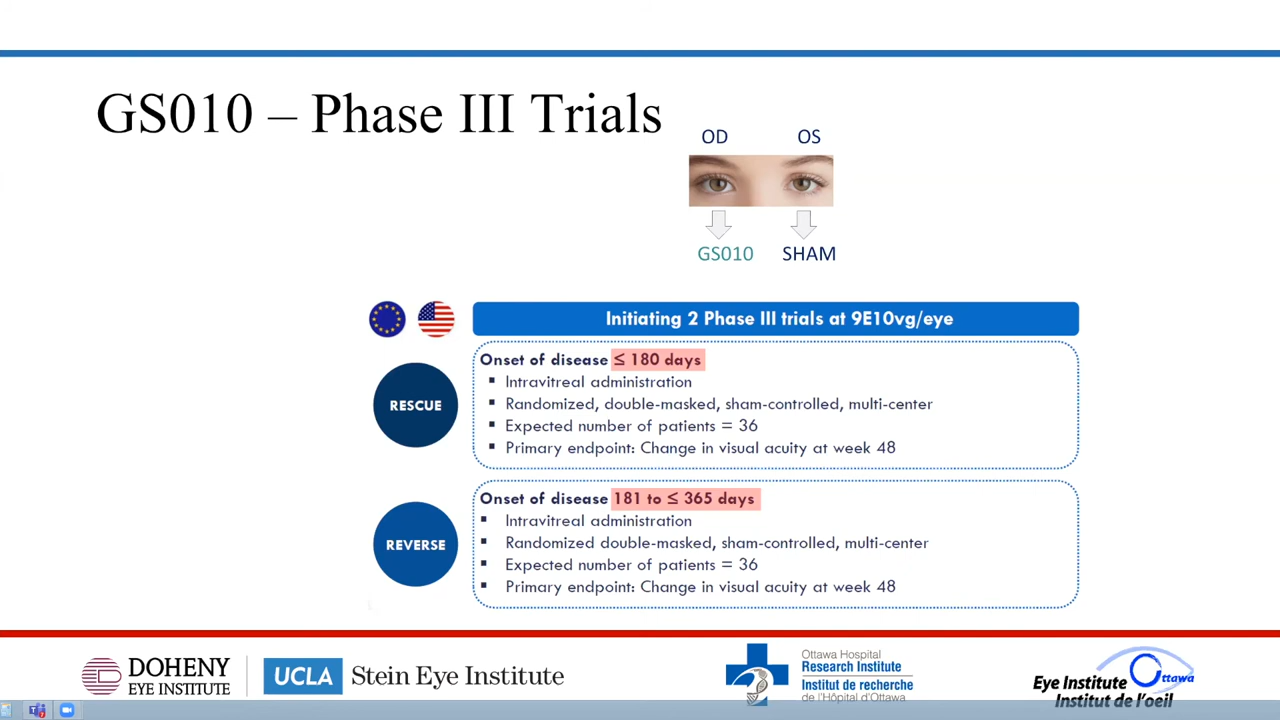 GS010 – Phase III Trials
OD OS
GS010 SHAM
Initiating 2 Phase III trials at 9E10vg/eye
RESCUE
Onset of disease ≤ 180 days
▪ Intravitreal administration
▪ Randomized, double-masked, sham-controlled, multi-center
▪ Expected number of patients = 36
▪ Primary endpoint: Change in visual acuity at week 48
REVERSE
Onset of disease 181 to ≤ 365 days
▪ Intravitreal administration
▪ Randomized double-masked, sham-controlled, multi-center
▪ Expected number of patients = 36
▪ Primary endpoint: Change in visual acuity at week 48
DOHENY
EYE INSTITUTE
UCLA Stein Eye Institute
Ottawa Hospital
Research Institute
Institut de recherche
de l'Hôpital d'Ottawa
Eye Institute Ottawa
Institut de l'oeil